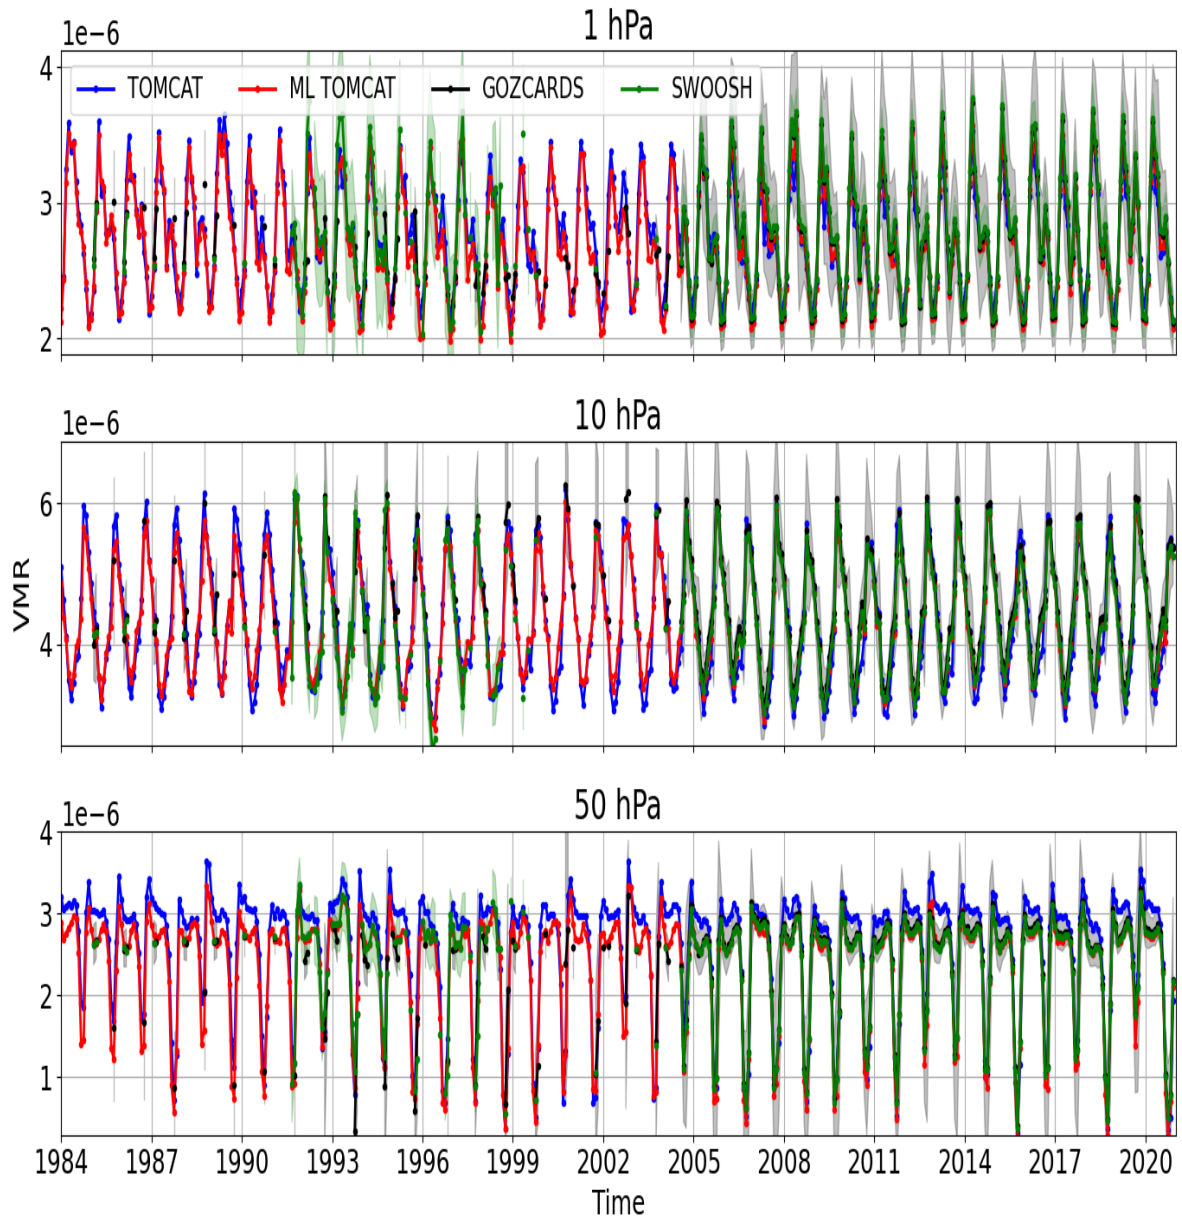 1 hPa
1e−6
TOMCAT ML TOMCAT GOZCARDS SWOOSH
4
3
2
10 hPa
1e−6
6
4
VMR
50 hPa
1e−6
4
3
2
1
1984 1987 1990 1993 1996 1999 2002 2005 2008 2011 2014 2017 2020
Time